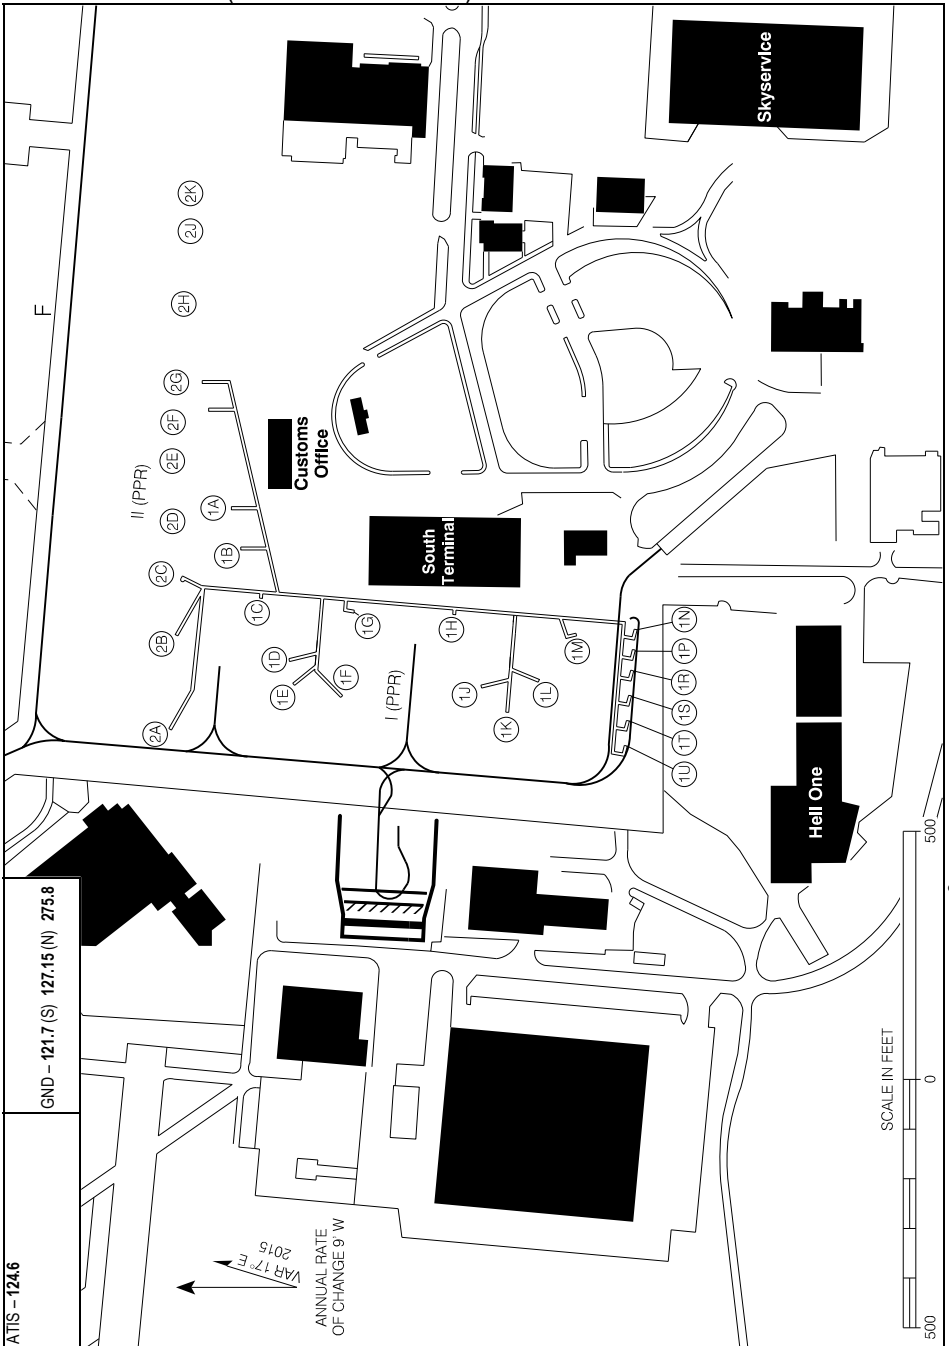 ATIS – 124.6
GND – 121.7 (S) 127.15 (N) 275.8
F
Skyservice
2K
2J
2H
2G
2F
2E
2D
II (PPR)
1A
1B
2C
2B
2A
Customs
Office
South
Terminal
1C
1D
1E
1F
1G
1H
I (PPR)
1J
1K
1L
1M
1N
1P
1R
1S
1T
1U
Heli One
VAR 17° E
2015
ANNUAL RATE
OF CHANGE 9' W
SCALE IN FEET
500
0
500